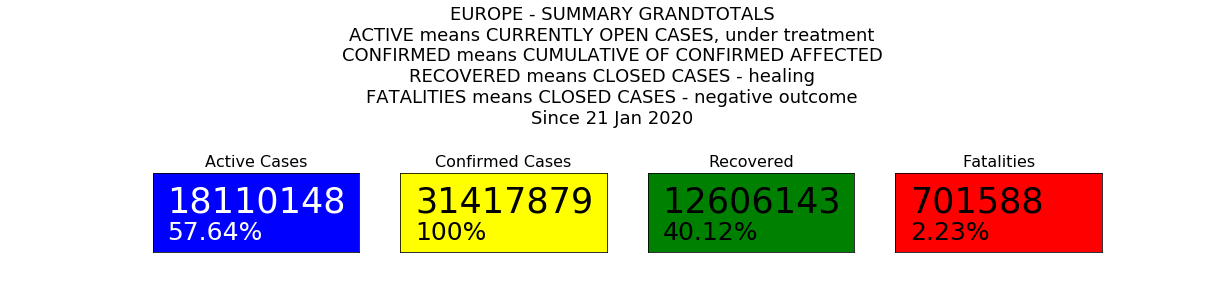 EUROPE - SUMMARY GRANDTOTALS
ACTIVE means CURRENTLY OPEN CASES, under treatment
CONFIRMED means CUMULATIVE OF CONFIRMED AFFECTED
RECOVERED means CLOSED CASES - healing
FATALITIES means CLOSED CASES - negative outcome
Since 21 Jan 2020
Active Cases
18110148
57.64%
Confirmed Cases
31417879
100%
Recovered
12606143
40.12%
Fatalities
701588
2.23%